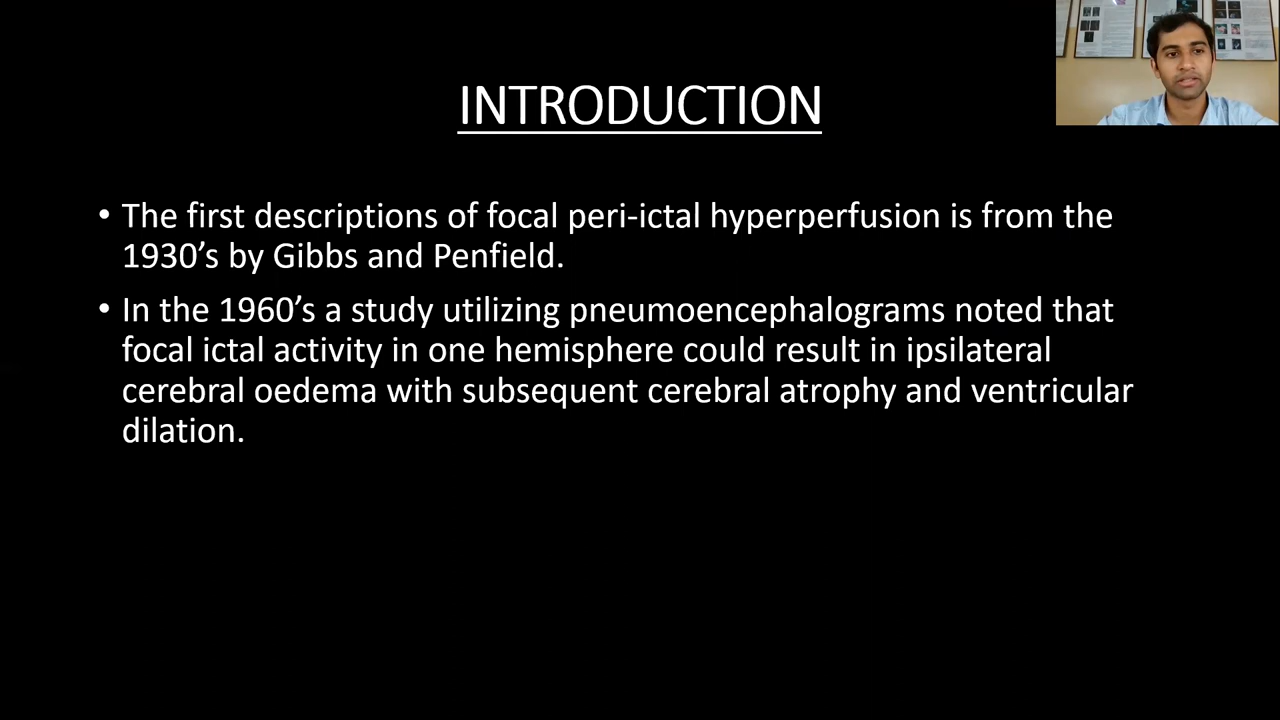 INTRODUCTION
• The first descriptions of focal peri-ictal hyperperfusion is from the
1930’s by Gibbs and Penfield.
• In the 1960’s a study utilizing pneumoencephalograms noted that
focal ictal activity in one hemisphere could result in ipsilateral
cerebral oedema with subsequent cerebral atrophy and ventricular
dilation.